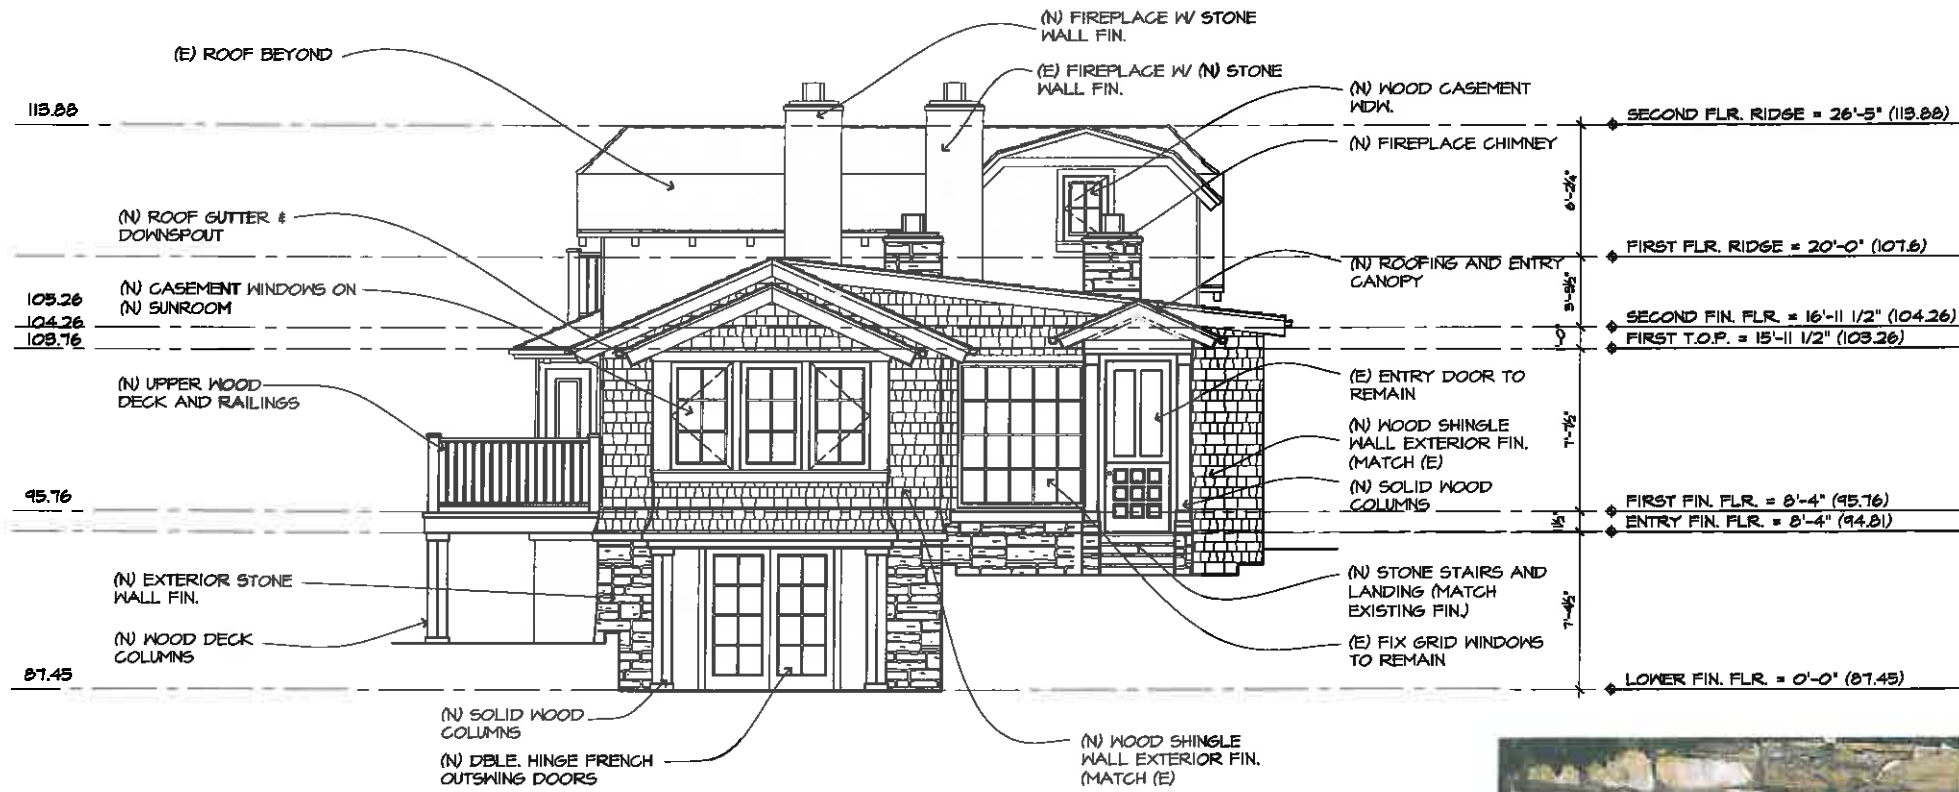 (E) ROOF BEYOND
(N) FIREPLACE W/ STONE
WALL FIN.
(E) FIREPLACE W/ (N) STONE
WALL FIN.
(N) WOOD CASEMENT
WDW.
(N) FIREPLACE CHIMNEY
113.88
SECOND FLR. RIDGE = 26'-5" (113.88)
(N) ROOF GUTTER &
DOWNSPOUT
FIRST FLR. RIDGE = 20'-0" (107.6)
(N) ROOFING AND ENTRY
CANOPY
(N) CASEMENT WINDOWS ON
(N) SUNROOM
105.26
104.26
103.76
SECOND FIN. FLR. = 16'-11 1/2" (104.26)
FIRST T.O.P. = 15'-11 1/2" (103.26)
(N) UPPER WOOD
DECK AND RAILINGS
(E) ENTRY DOOR TO
REMAIN
(N) WOOD SHINGLE
WALL EXTERIOR FIN.
(MATCH (E)
7'-7½"
(N) SOLID WOOD
COLUMNS
95.76
FIRST FIN. FLR. = 8'-4" (95.76)
ENTRY FIN. FLR. = 8'-4" (94.81)
(N) EXTERIOR STONE
WALL FIN.
(N) STONE STAIRS AND
LANDING (MATCH
EXISTING FIN.)
7'-4½"
(N) WOOD DECK
COLUMNS
(E) FIX GRID WINDOWS
TO REMAIN
87.45
LOWER FIN. FLR. = 0'-0" (87.45)
(N) SOLID WOOD
COLUMNS
(N) DBLE. HINGE FRENCH
OUTSWING DOORS
(N) WOOD SHINGLE
WALL EXTERIOR FIN.
(MATCH (E)